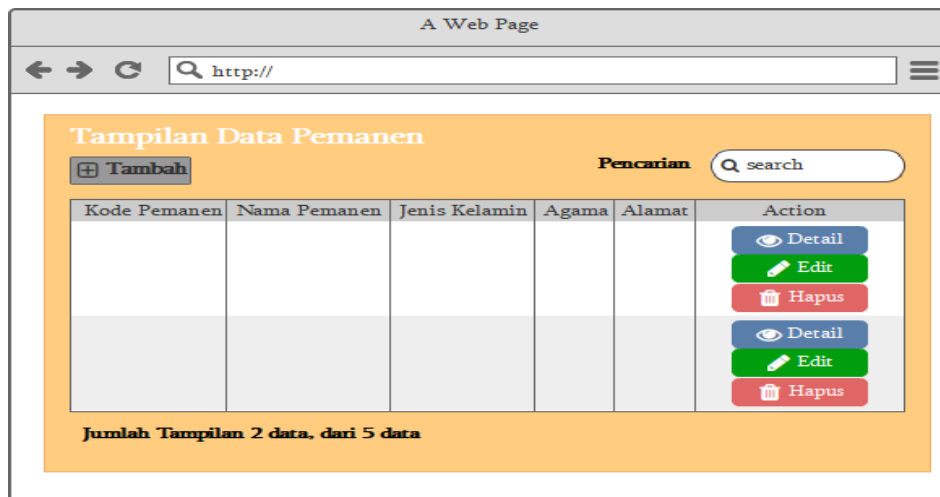 A Web Page
http://
Tampilan Data Pemanen
Tambah
Pencarian search
Kode Pemanen Nama Pemanen Jenis Kelamin Agama Alamat Action
Detail
Edit
Hapus
Detail
Edit
Hapus
Jumlah Tampilan 2 data, dari 5 data